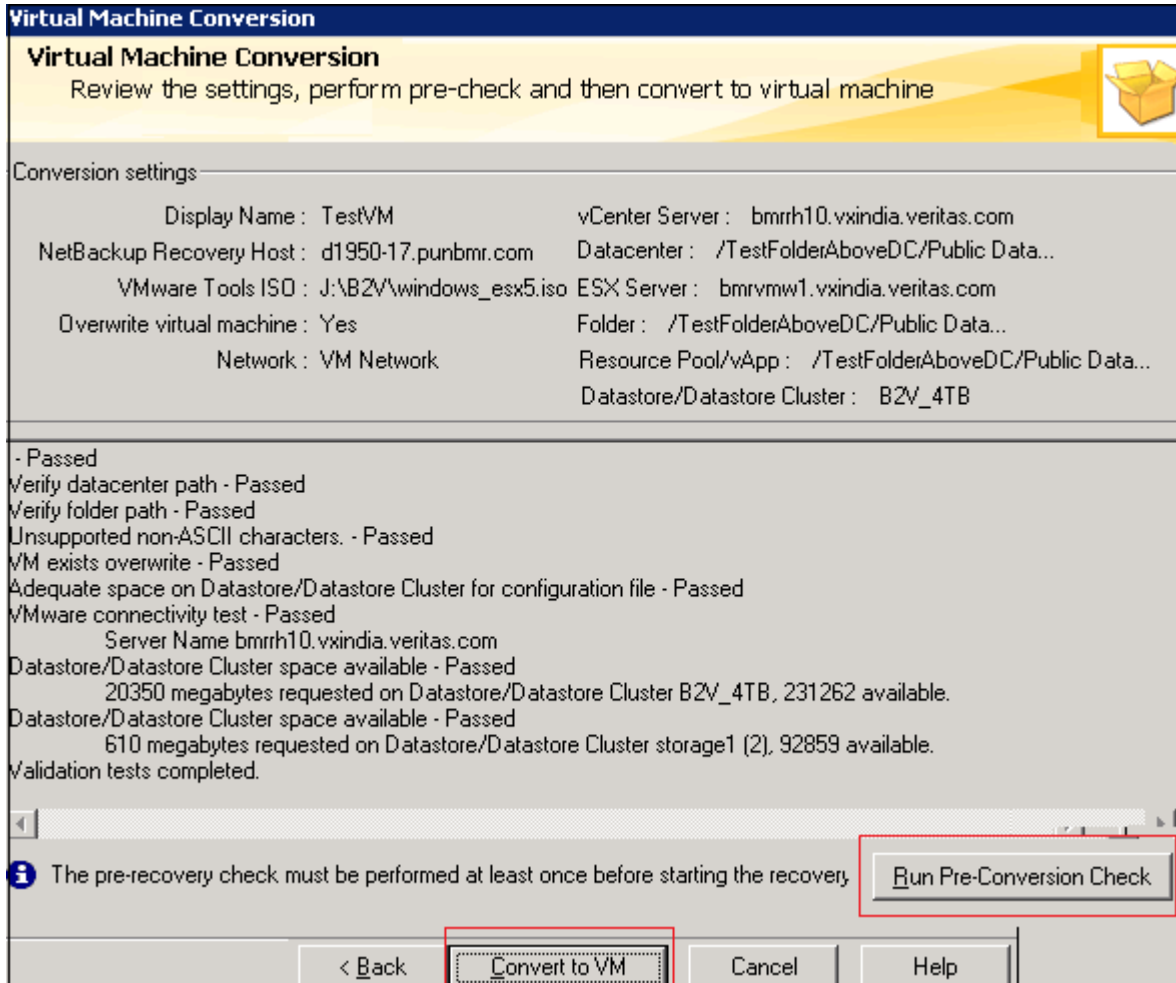 Virtual Machine Conversion
Virtual Machine Conversion
Review the settings, perform pre-check and then convert to virtual machine
Conversion settings
Display Name : TestVM
vCenter Server : bmrrh10.vxindia.veritas.com
NetBackup Recovery Host : d1950-17.punbmr.com
Datacenter : /TestFolderAboveDC/Public Data...
VMware Tools ISO : J:\B2V\windows_esx5.iso
ESX Server : bmrvmw1.vxindia.veritas.com
Overwrite virtual machine : Yes
Folder : /TestFolderAboveDC/Public Data...
Network : VM Network
Resource Pool/vApp : /TestFolderAboveDC/Public Data...
Datastore/Datastore Cluster : B2V_4TB
- Passed
Verify datacenter path - Passed
Verify folder path - Passed
Unsupported non-ASCII characters. - Passed
VM exists overwrite - Passed
Adequate space on Datastore/Datastore Cluster for configuration file - Passed
VMware connectivity test - Passed
Server Name bmrrh10.vxindia.veritas.com
Datastore/Datastore Cluster space available - Passed
20350 megabytes requested on Datastore/Datastore Cluster B2V_4TB, 231262 available.
Datastore/Datastore Cluster space available - Passed
610 megabytes requested on Datastore/Datastore Cluster storage1 (2), 92859 available.
Validation tests completed.
The pre-recovery check must be performed at least once before starting the recovery
Run Pre-Conversion Check
< Back
Convert to VM
Cancel
Help